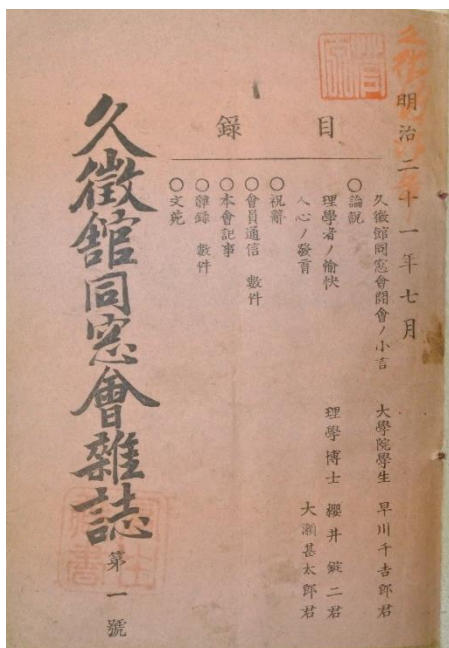 明治二十一年七月
目錄
久徵館同窓會開會ノ小言 大學院學生 早川千吉郎君
○論說
理學者ノ愉快 理學博士 櫻井錠二君
人心ノ發育 大瀨甚太郎君
○祝辭
○會員通信 數件
○本會記事
○雜錄 數件
○文苑
久徵館同窓會雜誌 第一號